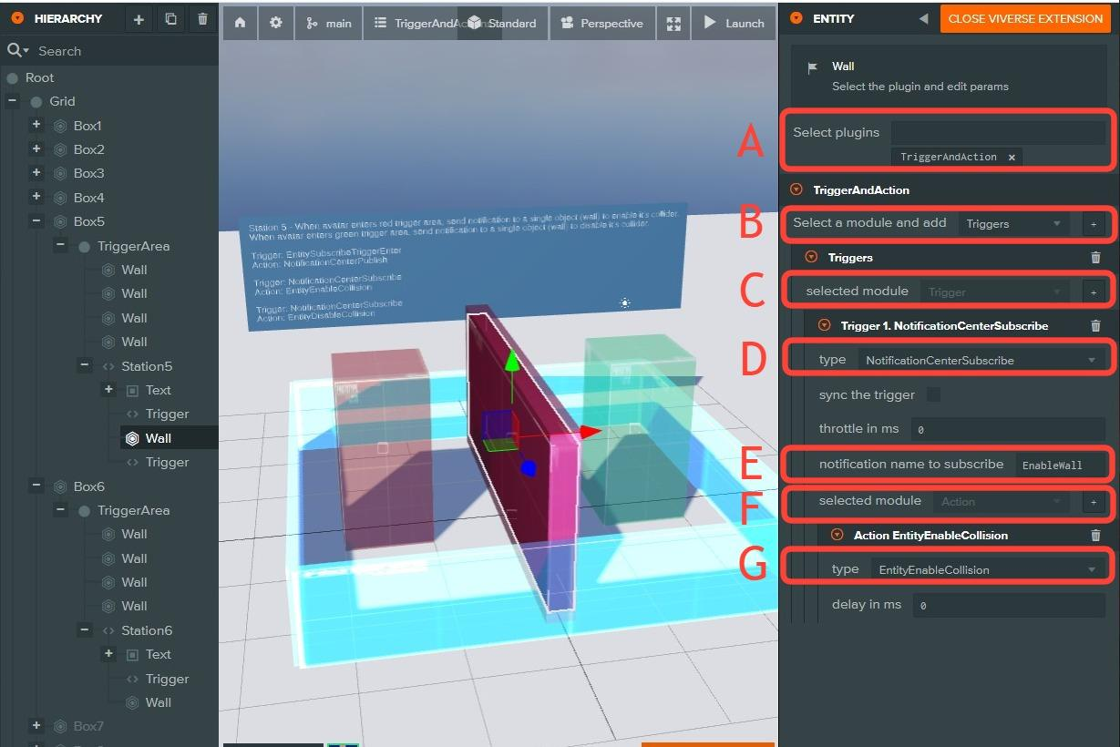 HIERARCHY
Search
Root
Grid
Box1
Box2
Box3
Box4
Box5
TriggerArea
Wall
Wall
Wall
Wall
Station5
Text
Trigger
Wall
Trigger
Box6
TriggerArea
Wall
Wall
Wall
Wall
Station6
Text
Trigger
Wall
Box7
main
TriggerAndAc
Standard
Perspective
Launch
Station 5 - When avatar enters red trigger area, send notification to a single object (wall) to enable it's collider.
When avatar enters green trigger area, send notification to a single object (wall) to disable it's collider.
Trigger: EntitySubscribeTriggerEnter
Action: NotificationCenterPublish
Trigger: NotificationCenterSubscribe
Action: EntityEnableCollision
Trigger: NotificationCenterSubscribe
Action: EntityDisableCollision
ENTITY
CLOSE VIVERSE EXTENSION
Wall
Select the plugin and edit params
A
Select plugins
TriggerAndAction ×
TriggerAndAction
B
Select a module and add Triggers +
Triggers
C
selected module Trigger +
Trigger 1. NotificationCenterSubscribe
D
type NotificationCenterSubscribe
sync the trigger
throttle in ms 0
E
notification name to subscribe EnableWall
F
selected module Action +
Action EntityEnableCollision
G
type EntityEnableCollision
delay in ms 0